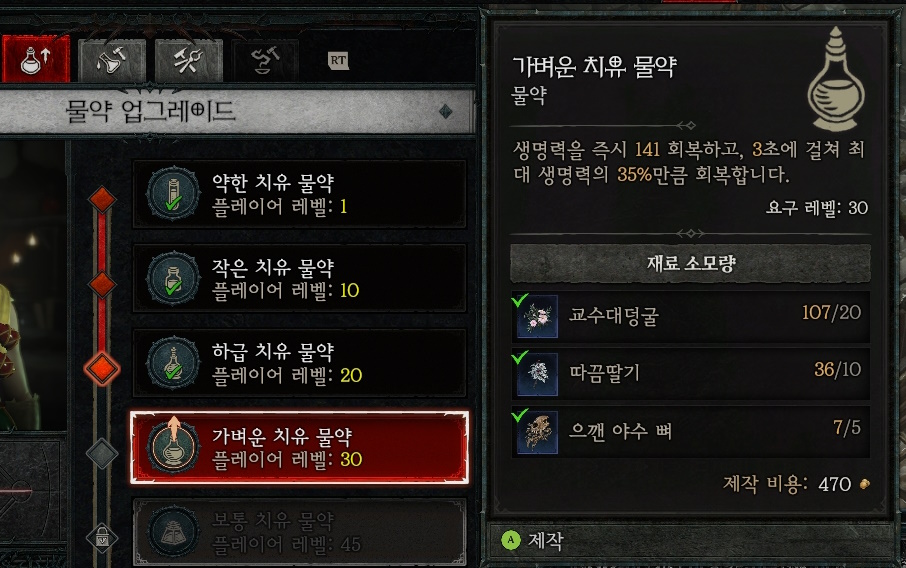 RT
물약 업그레이드
약한 치유 물약
플레이어 레벨: 1
작은 치유 물약
플레이어 레벨: 10
하급 치유 물약
플레이어 레벨: 20
가벼운 치유 물약
플레이어 레벨: 30
보통 치유 물약
플레이어 레벨: 45
가벼운 치유 물약
물약
생명력을 즉시 141 회복하고, 3초에 걸쳐 최
대 생명력의 35%만큼 회복합니다.
요구 레벨: 30
재료 소모량
교수대덩굴 107/20
따끔딸기 36/10
으깬 야수 뼈 7/5
제작 비용: 470
A 제작